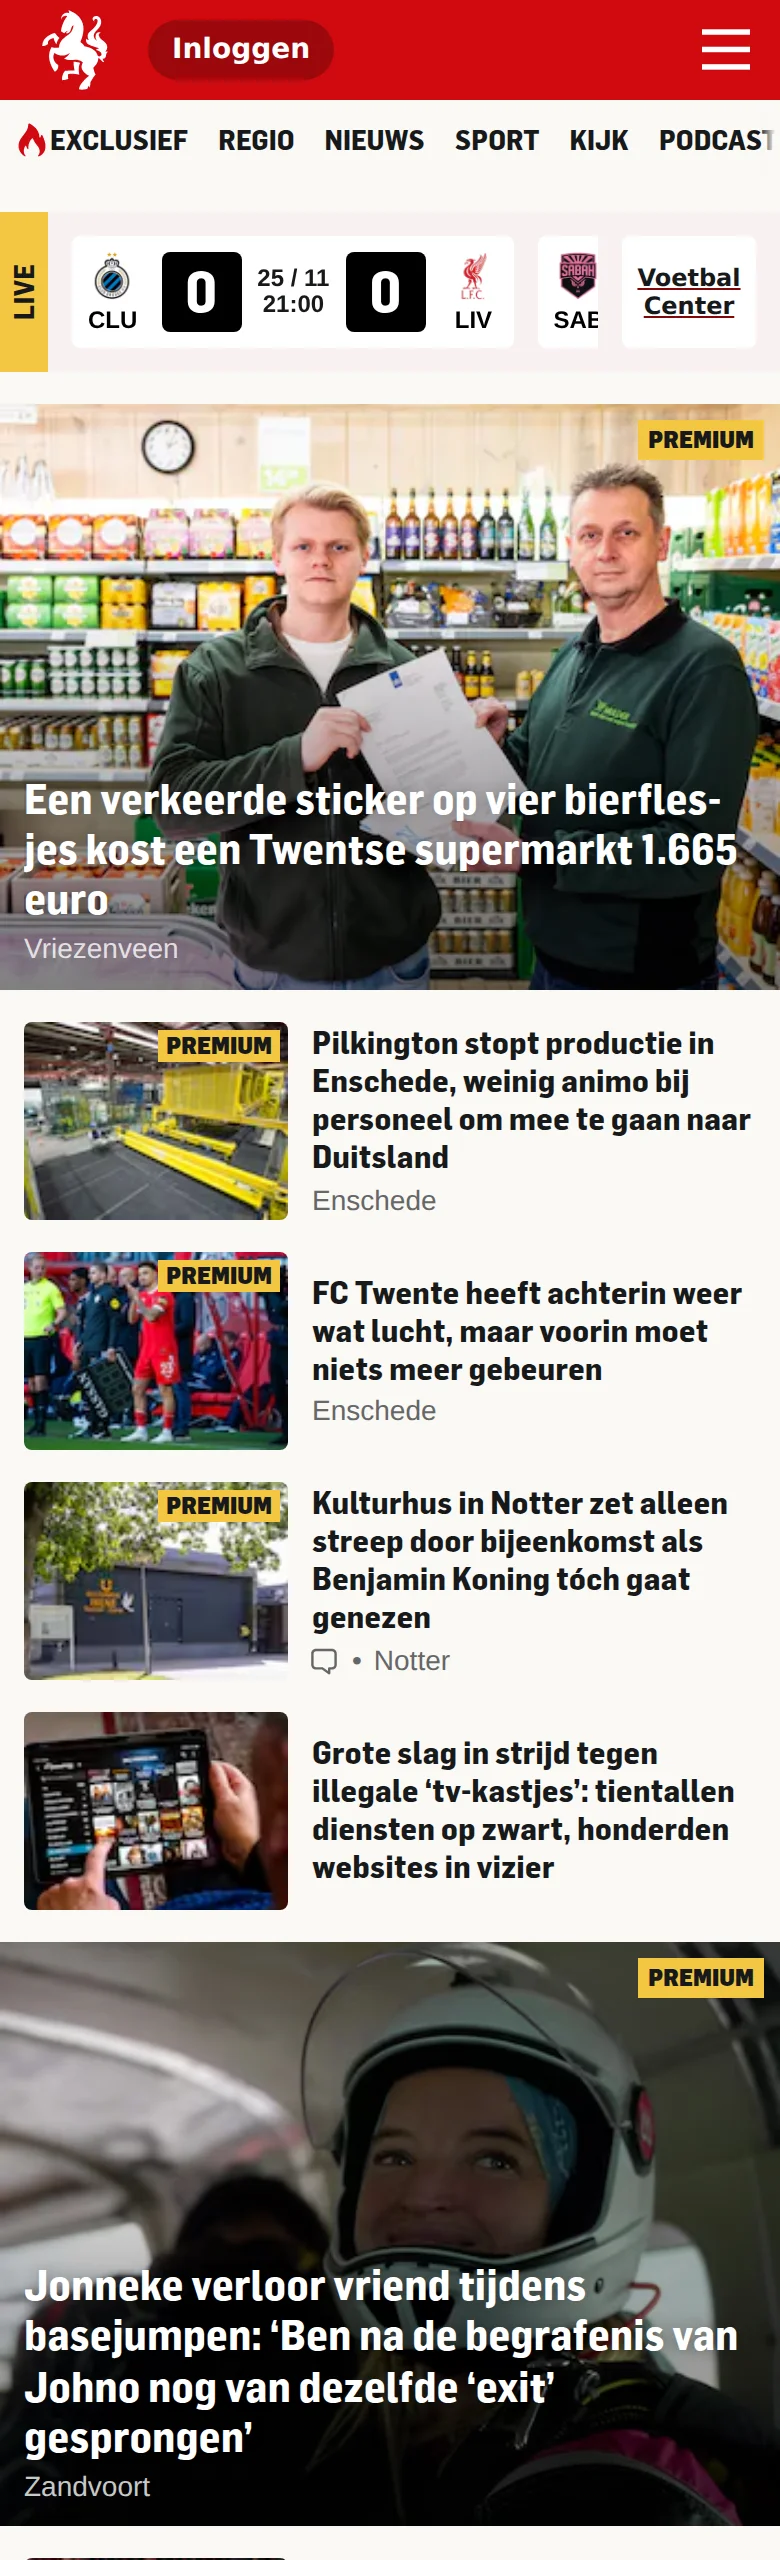 Inloggen
EXCLUSIEF REGIO NIEUWS SPORT KIJK PODCAST
LIVE
CLU
0
25 / 11
21:00
0
L.F.C.
LIV
SABAH
SAB
Voetbal
Center
PREMIUM
Een verkeerde sticker op vier bierfles-
jes kost een Twentse supermarkt 1.665
euro
Vriezenveen
PREMIUM
Pilkington stopt productie in
Enschede, weinig animo bij
personeel om mee te gaan naar
Duitsland
Enschede
PREMIUM
FC Twente heeft achterin weer
wat lucht, maar voorin moet
niets meer gebeuren
Enschede
PREMIUM
Kulturhus in Notter zet alleen
streep door bijeenkomst als
Benjamin Koning tóch gaat
genezen
• Notter
Grote slag in strijd tegen
illegale ‘tv-kastjes’: tientallen
diensten op zwart, honderden
websites in vizier
PREMIUM
Jonneke verloor vriend tijdens
basejumpen: ‘Ben na de begrafenis van
Johno nog van dezelfde ‘exit’
gesprongen’
Zandvoort